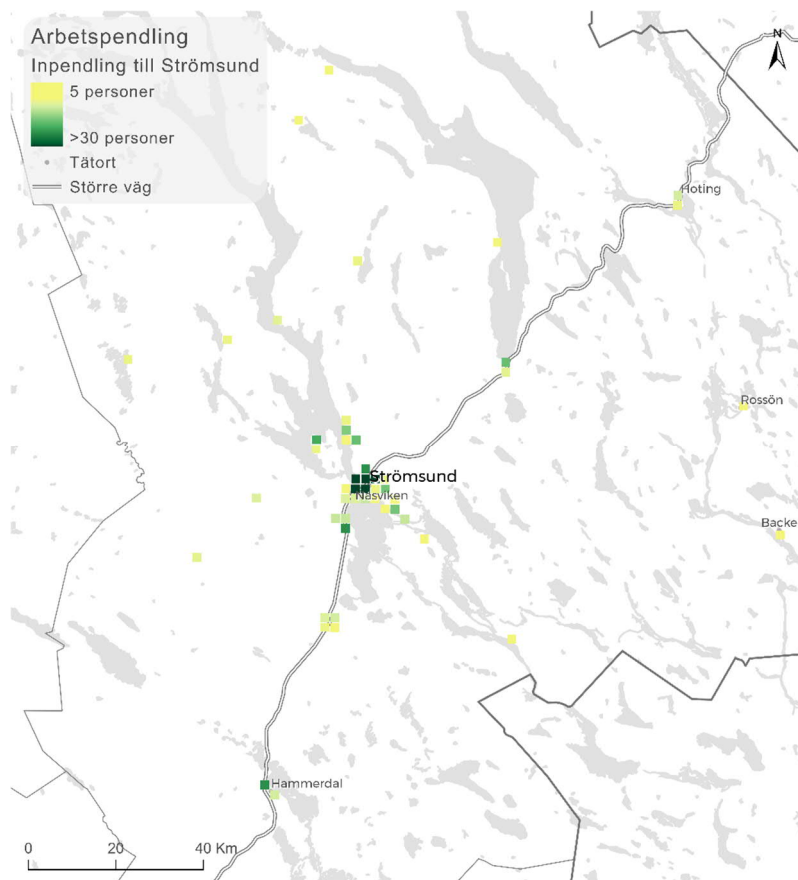 Arbetspendling
Inpendling till Strömsund
5 personer
>30 personer
Tätort
Större väg
N
Hoting
Rossön
Strömsund
Näsviken
Backe
Hammerdal
0 20 40 Km